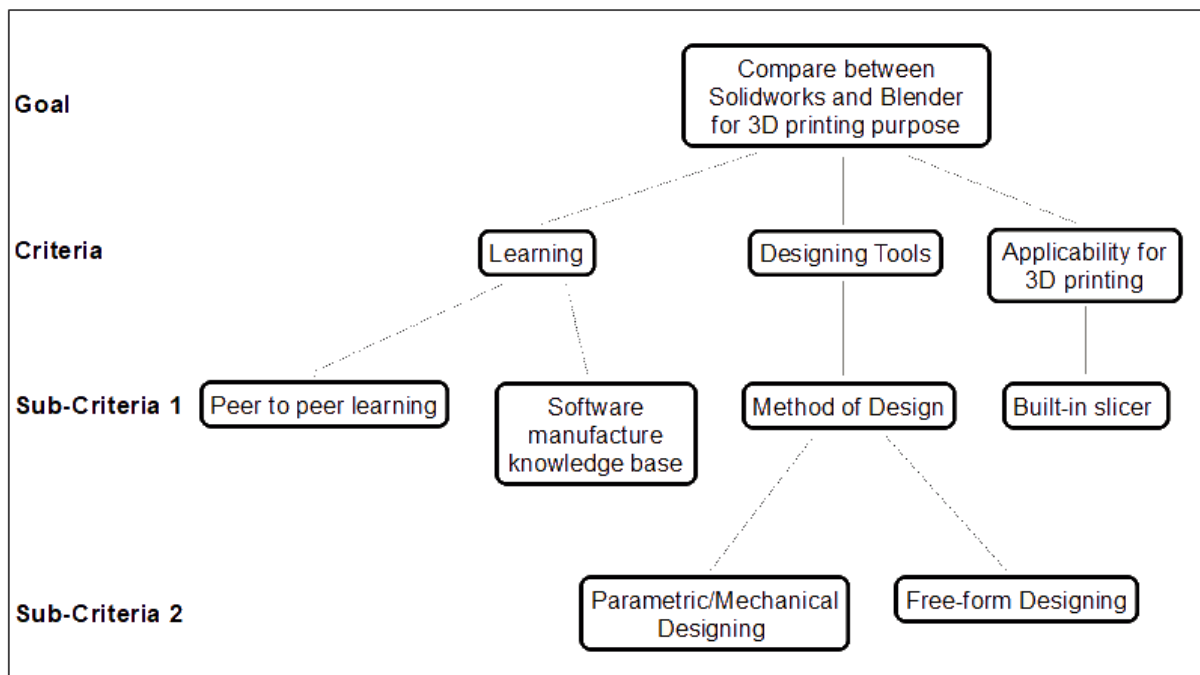 Goal
Compare between
Solidworks and Blender
for 3D printing purpose
Criteria
Learning
Designing Tools
Applicability for
3D printing
Sub-Criteria 1
Peer to peer learning
Software
manufacture
knowledge base
Method of Design
Built-in slicer
Sub-Criteria 2
Parametric/Mechanical
Designing
Free-form Designing